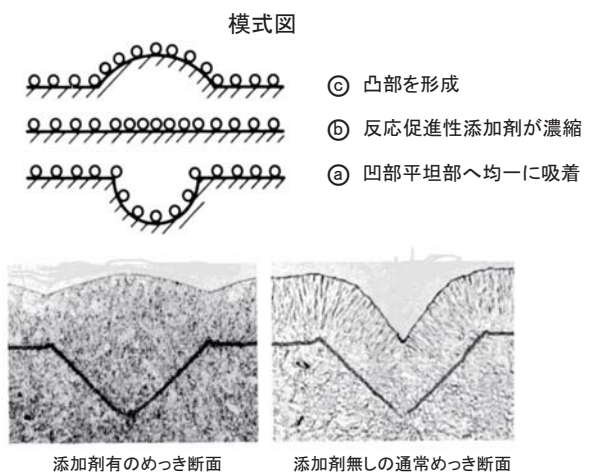 模式図
ⓒ 凸部を形成
ⓑ 反応促進性添加剤が濃縮
ⓐ 凹部平坦部へ均一に吸着
添加剤有のめっき断面
添加剤無しの通常めっき断面